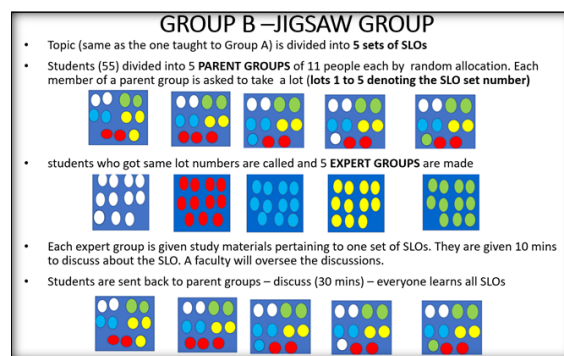 GROUP B –JIGSAW GROUP
• Topic (same as the one taught to Group A) is divided into 5 sets of SLOs
• Students (55) divided into 5 PARENT GROUPS of 11 people each by random allocation. Each
member of a parent group is asked to take a lot (lots 1 to 5 denoting the SLO set number)
• students who got same lot numbers are called and 5 EXPERT GROUPS are made
• Each expert group is given study materials pertaining to one set of SLOs. They are given 10 mins
to discuss about the SLO. A faculty will oversee the discussions.
• Students are sent back to parent groups – discuss (30 mins) – everyone learns all SLOs